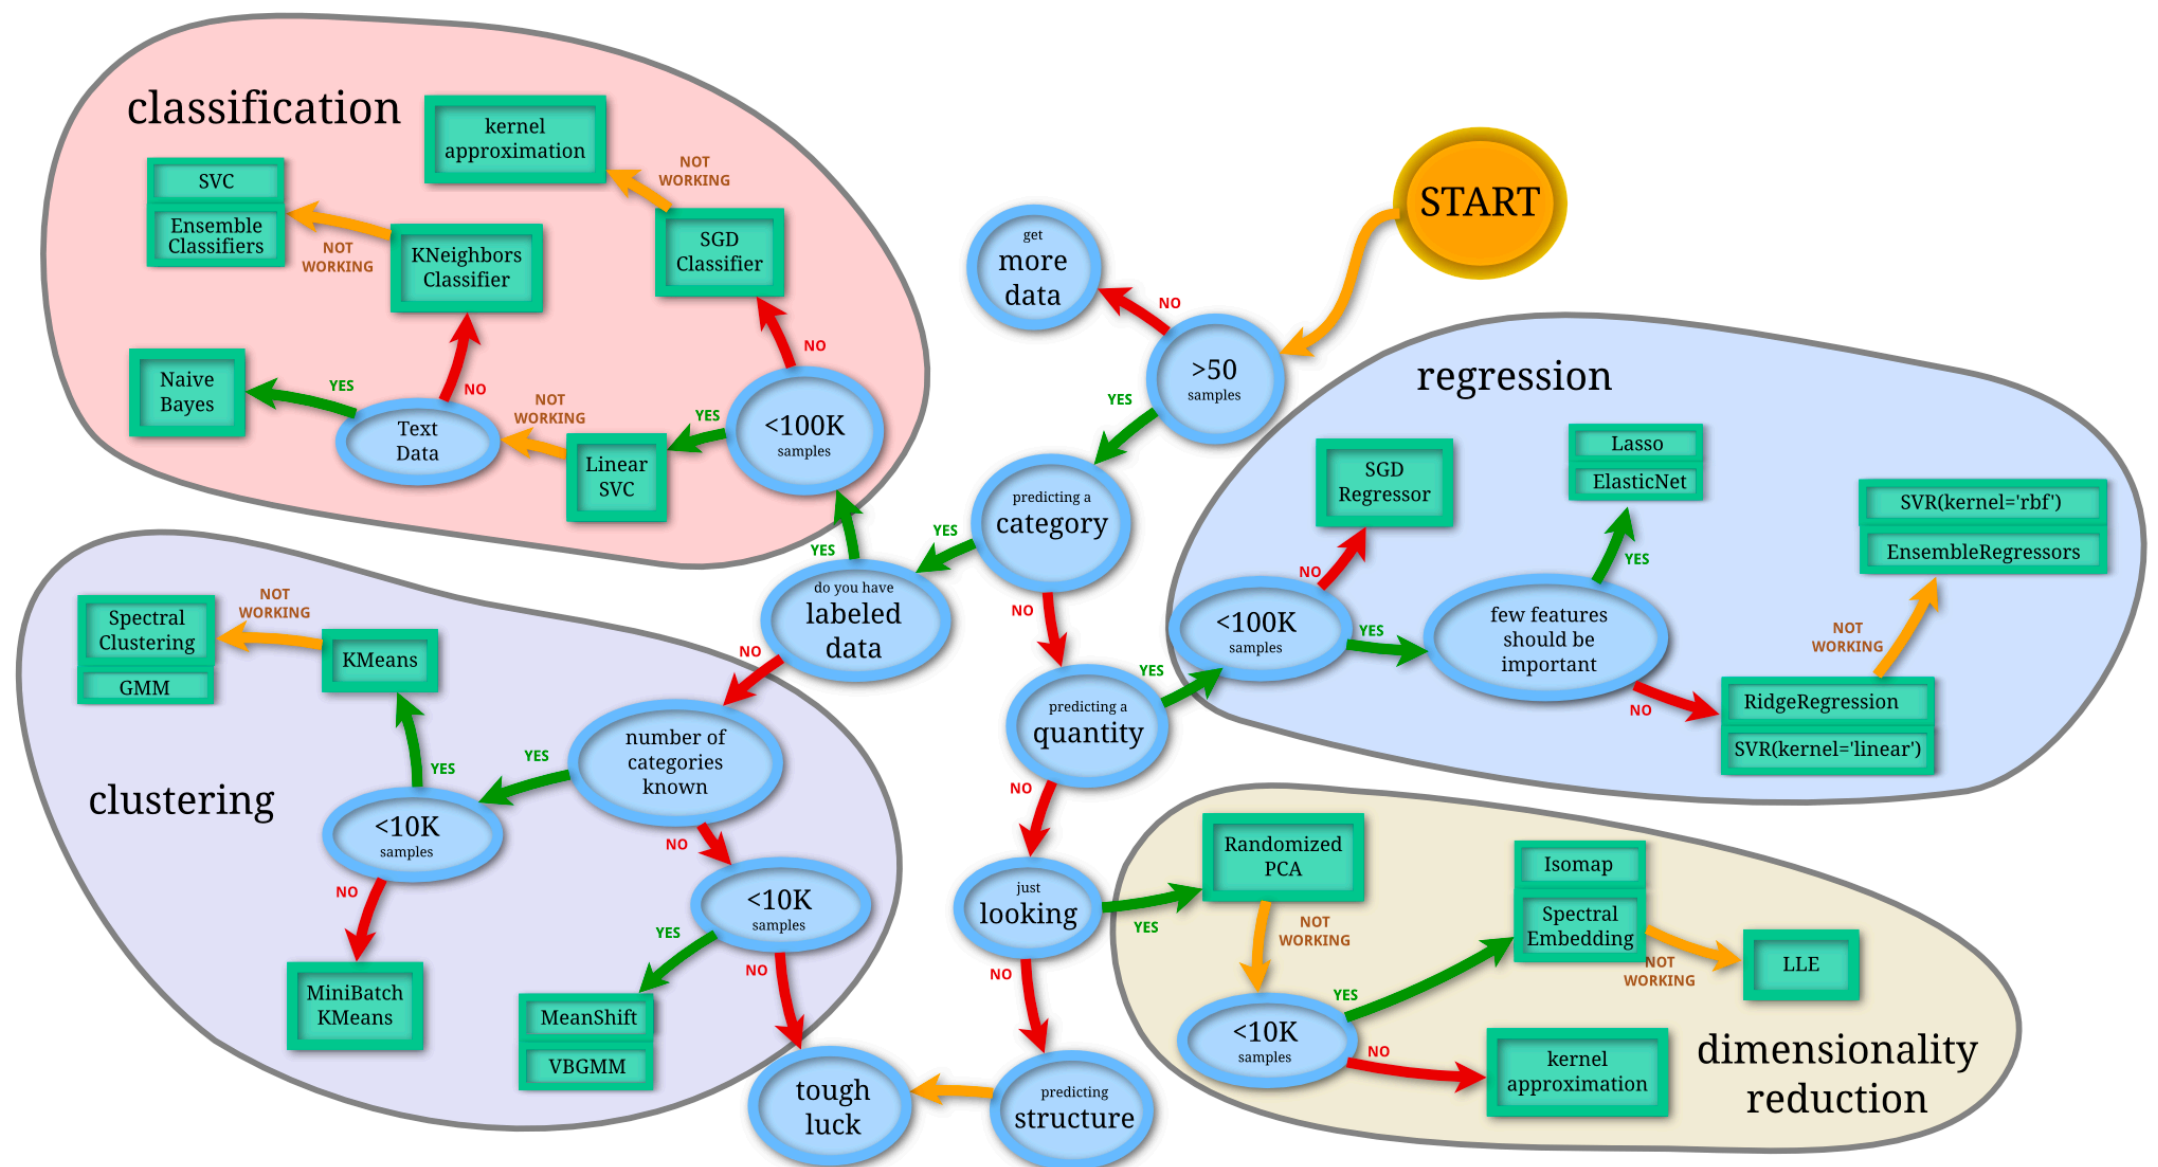 classification
kernel
approximation
NOT
WORKING
SVC
Ensemble
Classifiers
NOT
WORKING
KNeighbors
Classifier
SGD
Classifier
NO
Naive
Bayes
YES
NO
Text
Data
NOT
WORKING
Linear
SVC
YES
<100K
samples
START
get
more
data
NO
>50
samples
YES
predicting a
category
YES
NO
do you have
labeled
data
YES
NO
regression
SGD
Regressor
NO
<100K
samples
YES
Lasso
ElasticNet
YES
few features
should be
important
NO
SVR(kernel='rbf')
EnsembleRegressors
NOT
WORKING
RidgeRegression
SVR(kernel='linear')
predicting a
quantity
YES
NO
clustering
Spectral
Clustering
GMM
NOT
WORKING
KMeans
YES
number of
categories
known
YES
NO
<10K
samples
NO
MiniBatch
KMeans
<10K
samples
YES
NO
MeanShift
VBGMM
just
looking
YES
NO
tough
luck
predicting
structure
Randomized
PCA
NOT
WORKING
<10K
samples
YES
NO
Isomap
Spectral
Embedding
NOT
WORKING
LLE
kernel
approximation
dimensionality
reduction